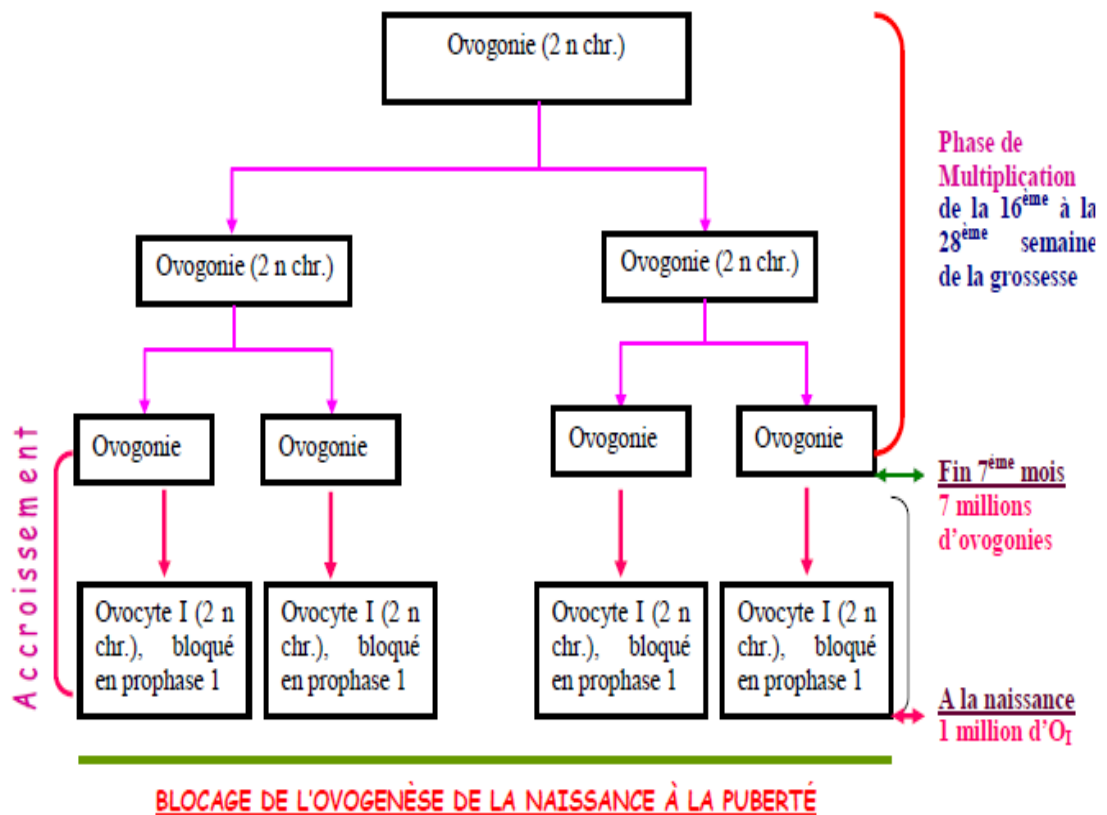 Ovogonie (2 n chr.)
Phase de
Multiplication
de la 16ème à la
28ème semaine
de la grossesse
Ovogonie (2 n chr.)
Ovogonie (2 n chr.)
Ovogonie
Ovogonie
Ovogonie
Ovogonie
Accroissement
Fin 7ème mois
7 millions
d'ovogonies
Ovocyte I (2 n
chr.), bloqué
en prophase 1
Ovocyte I (2 n
chr.), bloqué
en prophase 1
Ovocyte I (2 n
chr.), bloqué
en prophase 1
Ovocyte I (2 n
chr.), bloqué
en prophase 1
A la naissance
1 million d'OI
BLOCAGE DE L'OVOGENÈSE DE LA NAISSANCE À LA PUBERTÉ